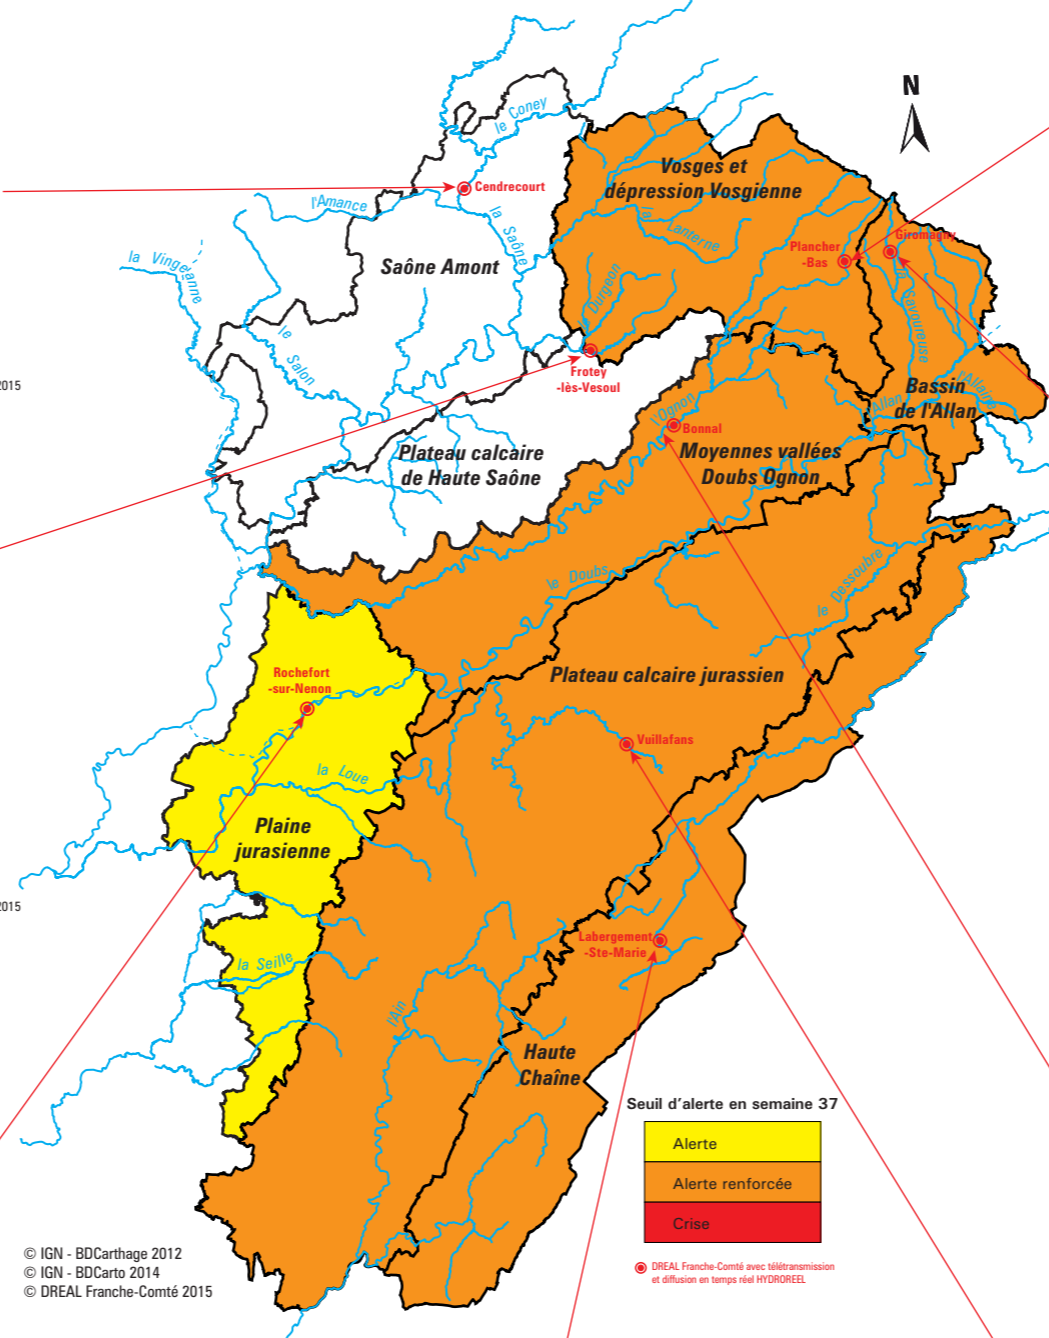 N
le Coney
Vosges et
dépression Vosgienne
Cendrecourt
l'Amance
la Saône
la Lanterne
Giromagny
Plancher
-Bas
la Vingeanne
Saône Amont
le Durgeon
la Savoureuse
le Salon
Frotey
-lès-Vesoul
2015
Bassin
de l'Allan
l'Allaine
l'Allan
l'Ognon
Bonnal
Plateau calcaire
de Haute Saône
Moyennes vallées
Doubs Ognon
le Doubs
le Dessoubre
Rochefort
-sur-Nenon
Plateau calcaire jurassien
Vuillafans
la Loue
Plaine
jurasienne
2015
Labergement
-Ste-Marie
la Seille
l'Ain
Haute
Chaîne
Seuil d'alerte en semaine 37
Alerte
Alerte renforcée
Crise
DREAL Franche-Comté avec télétransmission
et diffusion en temps réel HYDROREEL
© IGN - BDCarthage 2012
© IGN - BDCarto 2014
© DREAL Franche-Comté 2015